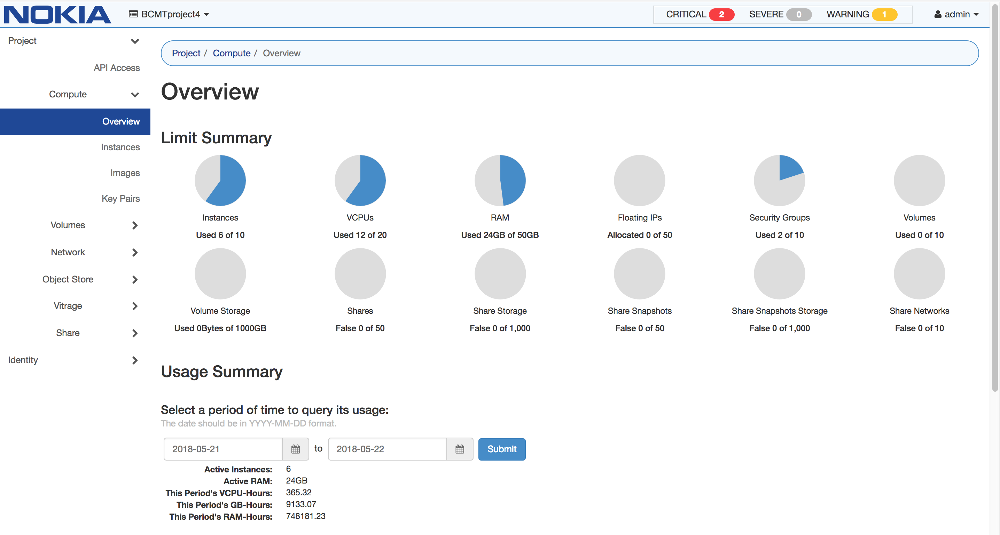 NOKIA
BCMTproject4
CRITICAL 2 SEVERE 0 WARNING 1
admin
Project
API Access
Compute
Overview
Instances
Images
Key Pairs
Volumes
Network
Object Store
Vitrage
Share
Identity
Project / Compute / Overview
Overview
Limit Summary
Instances VCPUs RAM Floating IPs Security Groups Volumes
Used 6 of 10 Used 12 of 20 Used 24GB of 50GB Allocated 0 of 50 Used 2 of 10 Used 0 of 10
Volume Storage Shares Share Storage Share Snapshots Share Snapshots Storage Share Networks
Used 0Bytes of 1000GB False 0 of 50 False 0 of 1,000 False 0 of 50 False 0 of 1,000 False 0 of 10
Usage Summary
Select a period of time to query its usage:
The date should be in YYYY-MM-DD format.
2018-05-21 to 2018-05-22 Submit
Active Instances: 6
Active RAM: 24GB
This Period's VCPU-Hours: 365.32
This Period's GB-Hours: 9133.07
This Period's RAM-Hours: 748181.23